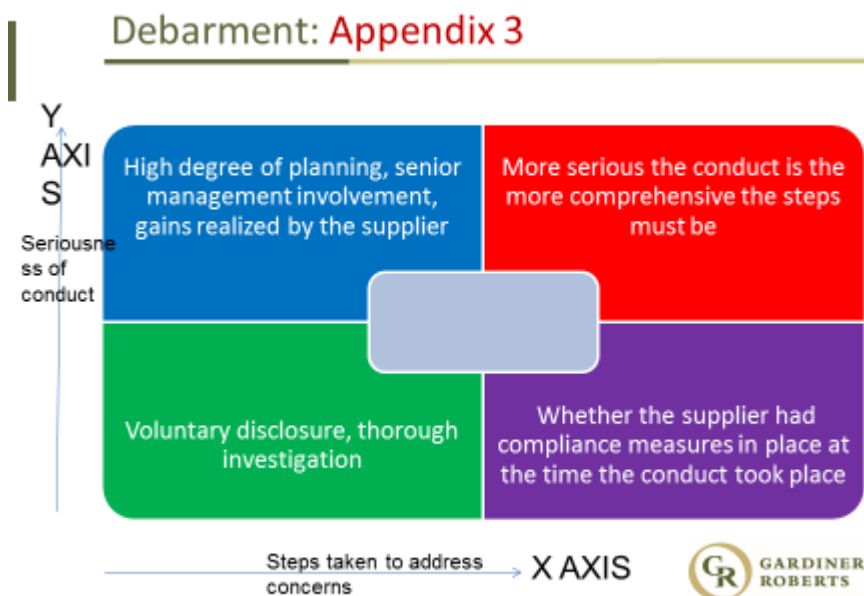 Debarment: Appendix 3
Y
AXI
S
Seriousne
ss of
conduct
High degree of planning, senior
management involvement,
gains realized by the supplier
More serious the conduct is the
more comprehensive the steps
must be
Voluntary disclosure, thorough
investigation
Whether the supplier had
compliance measures in place at
the time the conduct took place
Steps taken to address
concerns
X AXIS
GR
GARDINER
ROBERTS